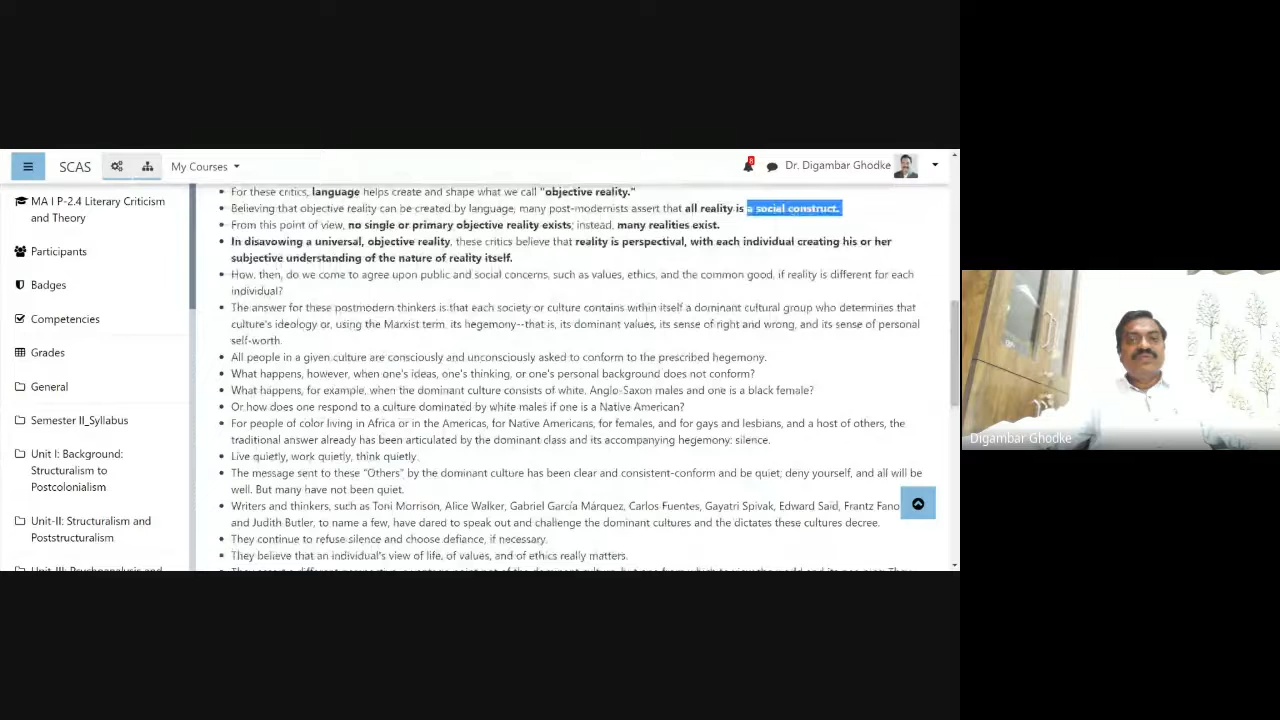 SCAS
My Courses
8
Dr. Digambar Ghodke
MA I P-2.4 Literary Criticism
and Theory
Participants
Badges
Competencies
Grades
General
Semester II_Syllabus
Unit I: Background:
Structuralism to
Postcolonialism
Unit-II: Structuralism and
Poststructuralism
Unit-III: Psychoanalysis and
For these critics, language helps create and shape what we call "objective reality."
Believing that objective reality can be created by language, many post-modernists assert that all reality is a social construct.
From this point of view, no single or primary objective reality exists; instead, many realities exist.
In disavowing a universal, objective reality, these critics believe that reality is perspectival, with each individual creating his or her
subjective understanding of the nature of reality itself.
How, then, do we come to agree upon public and social concerns, such as values, ethics, and the common good, if reality is different for each
individual?
The answer for these postmodern thinkers is that each society or culture contains within itself a dominant cultural group who determines that
culture's ideology or, using the Marxist term, its hegemony--that is, its dominant values, its sense of right and wrong, and its sense of personal
self-worth.
All people in a given culture are consciously and unconsciously asked to conform to the prescribed hegemony.
What happens, however, when one's ideas, one's thinking, or one's personal background does not conform?
What happens, for example, when the dominant culture consists of white, Anglo-Saxon males and one is a black female?
Or how does one respond to a culture dominated by white males if one is a Native American?
For people of color living in Africa or in the Americas, for Native Americans, for females, and for gays and lesbians, and a host of others, the
traditional answer already has been articulated by the dominant class and its accompanying hegemony: silence.
Live quietly, work quietly, think quietly.
The message sent to these "Others" by the dominant culture has been clear and consistent-conform and be quiet; deny yourself, and all will be
well. But many have not been quiet.
Writers and thinkers, such as Toni Morrison, Alice Walker, Gabriel García Márquez, Carlos Fuentes, Gayatri Spivak, Edward Said, Frantz Fano
and Judith Butler, to name a few, have dared to speak out and challenge the dominant cultures and the dictates these cultures decree.
They continue to refuse silence and choose defiance, if necessary.
They believe that an individual's view of life, of values, and of ethics really matters.
Digambar Ghodke